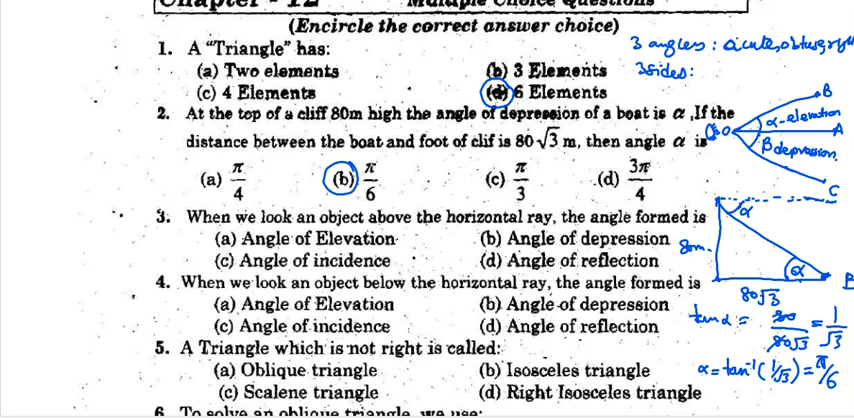 Chapter - 12 Multiple Choice Questions
(Encircle the correct answer choice)
1. A "Triangle" has:
3 angles : acute, obtuse, right
(a) Two elements (b) 3 Elements
3 sides :
(c) 4 Elements (d) 6 Elements
2. At the top of a cliff 80m high the angle of depression of a boat is α ,If the
distance between the boat and foot of clif is 80√3 m, then angle α is
(a) π/4 (b) π/6 (c) π/3 (d) 3π/4
B
α-elevation
O A
β depression
C
3. When we look an object above the horizontal ray, the angle formed is
(a) Angle of Elevation (b) Angle of depression
(c) Angle of incidence (d) Angle of reflection
α
80m.
α
B
80√3
4. When we look an object below the horizontal ray, the angle formed is
(a) Angle of Elevation (b) Angle of depression
(c) Angle of incidence (d) Angle of reflection
tan α = 80/80√3 = 1/√3
5. A Triangle which is not right is called:
(a) Oblique triangle (b) Isosceles triangle
(c) Scalene triangle (d) Right Isosceles triangle
α = tan⁻¹(1/√3) = π/6
6. To solve an oblique triangle, we use: